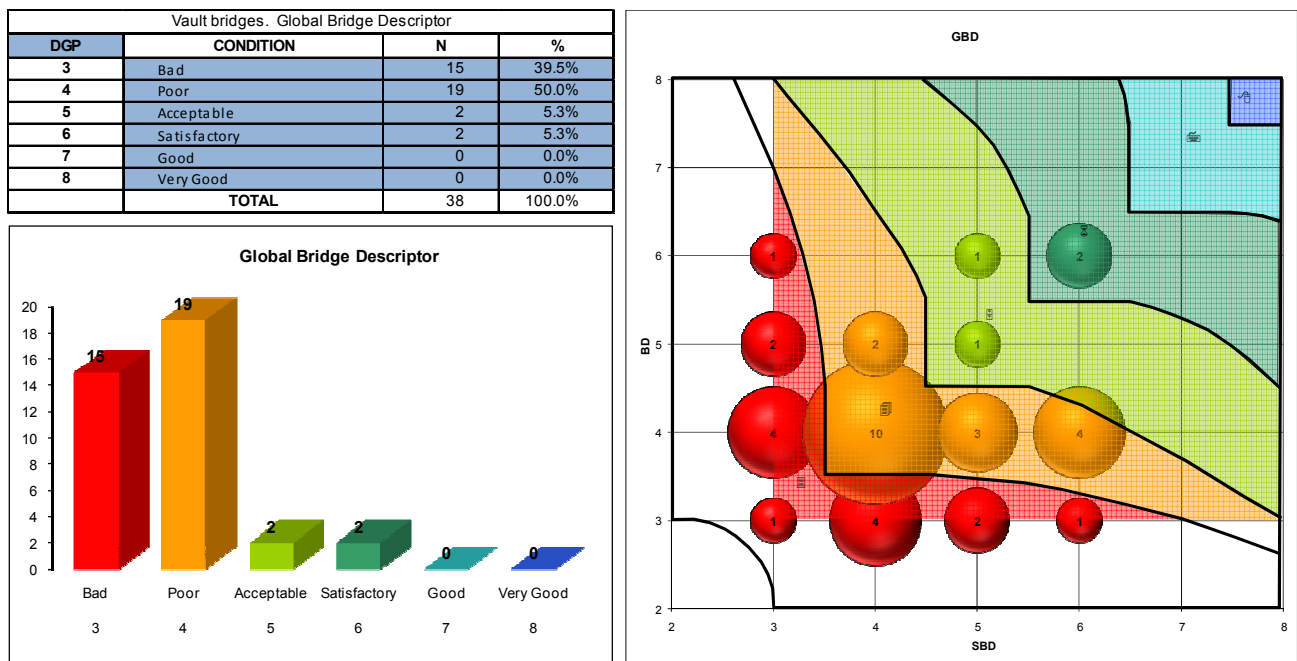 Vault bridges. Global Bridge Descriptor
DGP CONDITION N %
3 Bad 15 39.5%
4 Poor 19 50.0%
5 Acceptable 2 5.3%
6 Satisfactory 2 5.3%
7 Good 0 0.0%
8 Very Good 0 0.0%
TOTAL 38 100.0%
Global Bridge Descriptor
20
18
16
14
12
10
8
6
4
2
0
15 19 2 2 0 0
Bad Poor Acceptable Satisfactory Good Very Good
3 4 5 6 7 8
GBD
BD
8
7
6
5
4
3
2
1 1 2
2 2 1
4 10 3 4
1 4 2 1
2 3 4 5 6 7 8
SBD